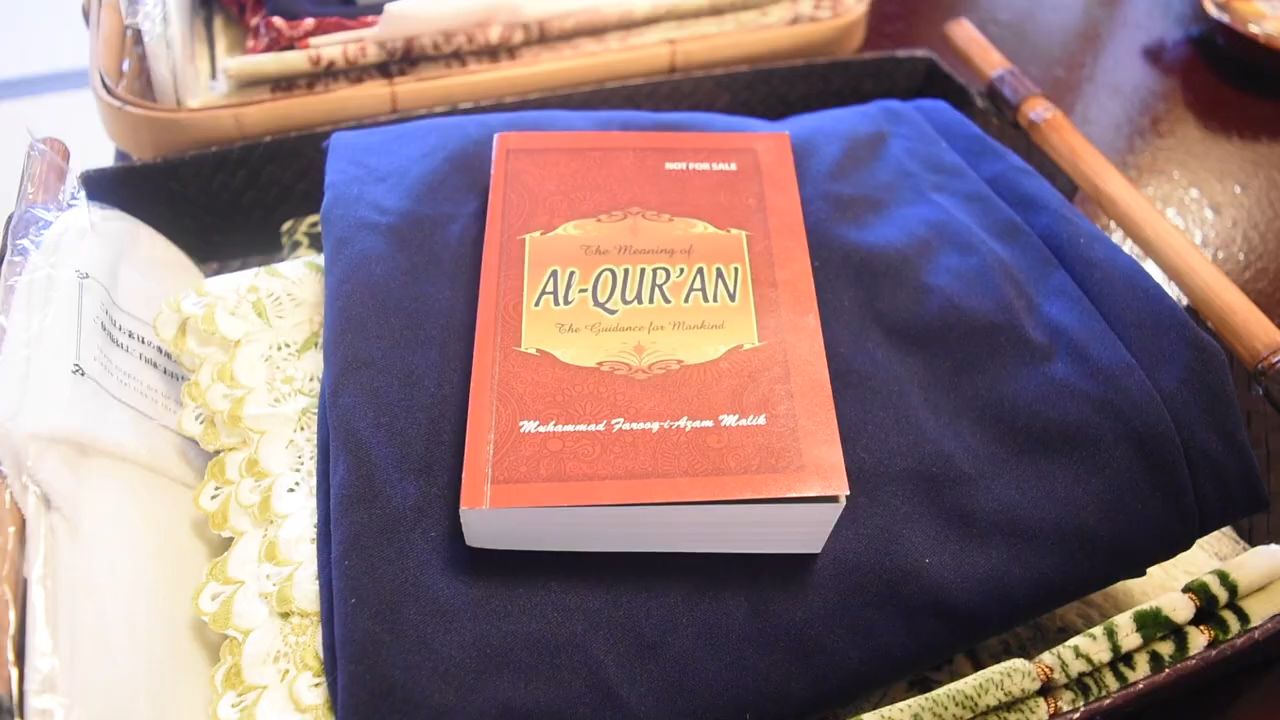 NOT FOR SALE
The Meaning of
Al-QUR'AN
The Guidance for Mankind
Muhammad Farooq-i-Azam Malik